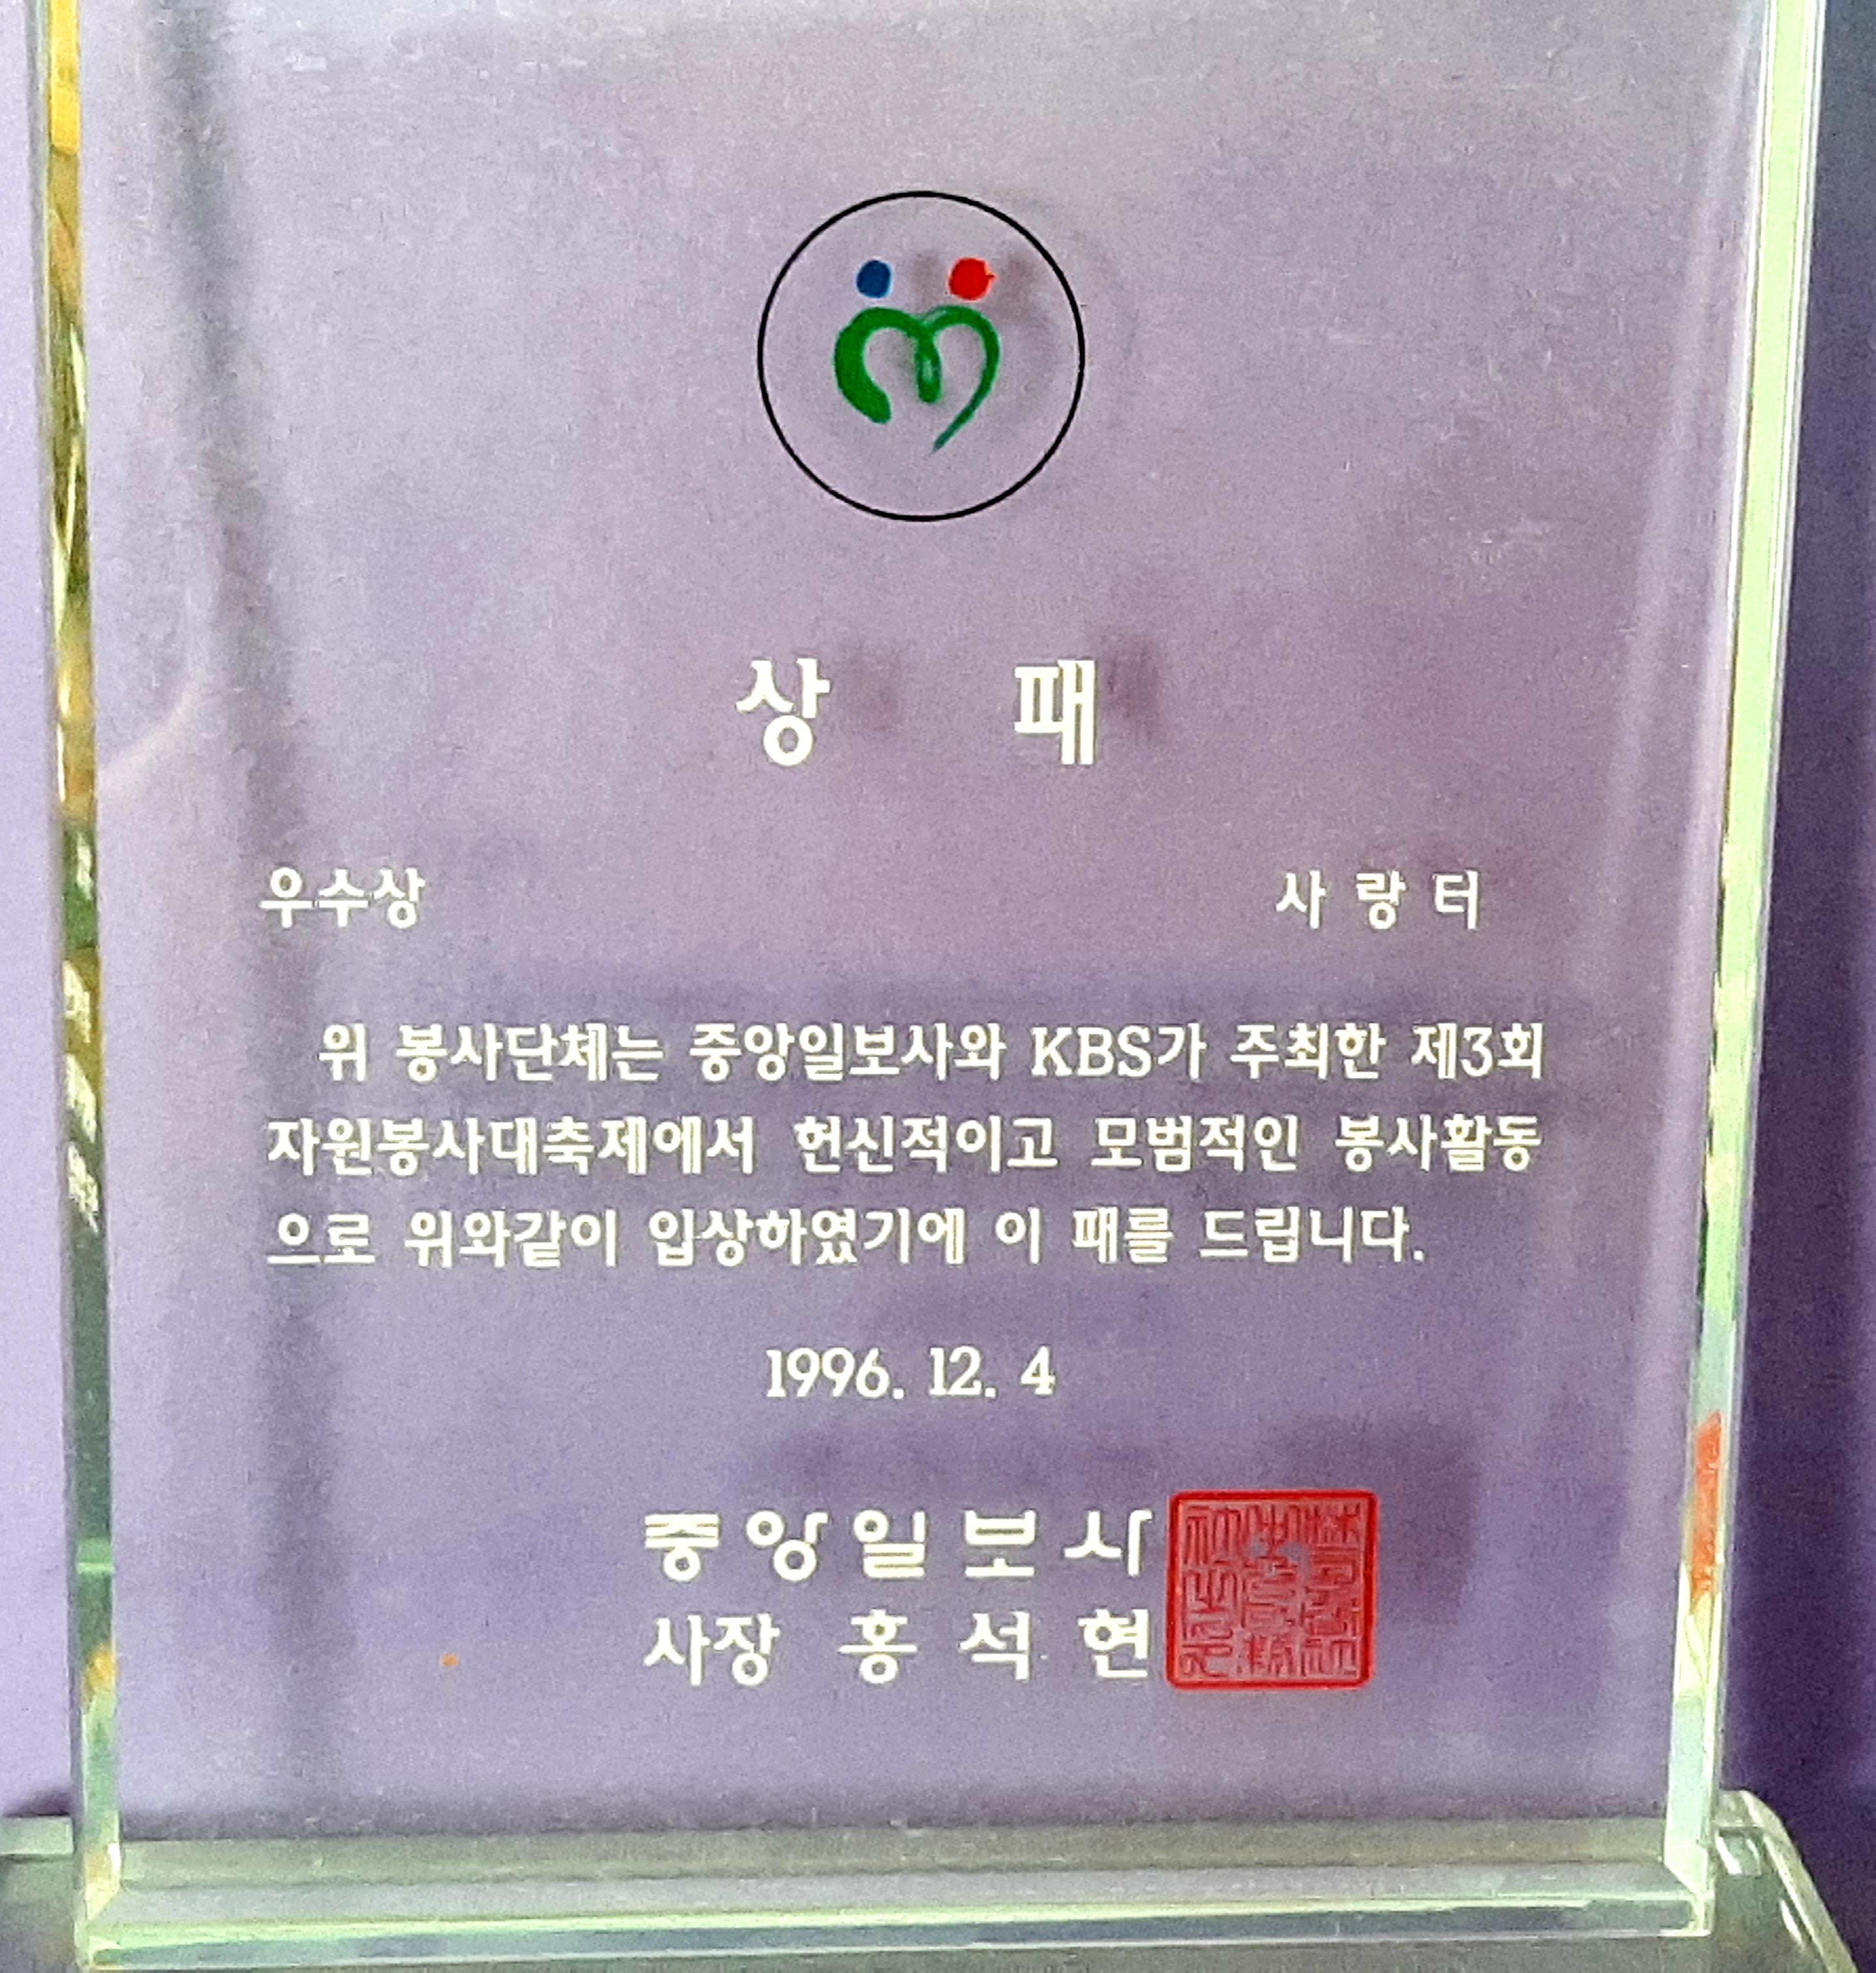 상 패
우수상 사 랑 터
위 봉사단체는 중앙일보사와 KBS가 주최한 제3회
자원봉사대축제에서 헌신적이고 모범적인 봉사활동
으로 위와같이 입상하였기에 이 패를 드립니다.
1996. 12. 4
중앙일보사
사장 홍석현